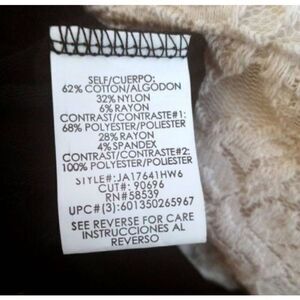 SELF/CUERPO:
62% COTTON/ALGODON
32% NYLON
6% RAYON
CONTRAST/CONTRASTE#1:
68% POLYESTER/POLIESTER
28% RAYON
4% SPANDEX
CONTRAST/CONTRASTE#2:
100% POLYESTER/POLIESTER
STYLE#:JA17641HW6
CUT#: 90696
RN#58539
UPC#(3):601350265967
SEE REVERSE FOR CARE
INSTRUCCIONES AL
REVERSO